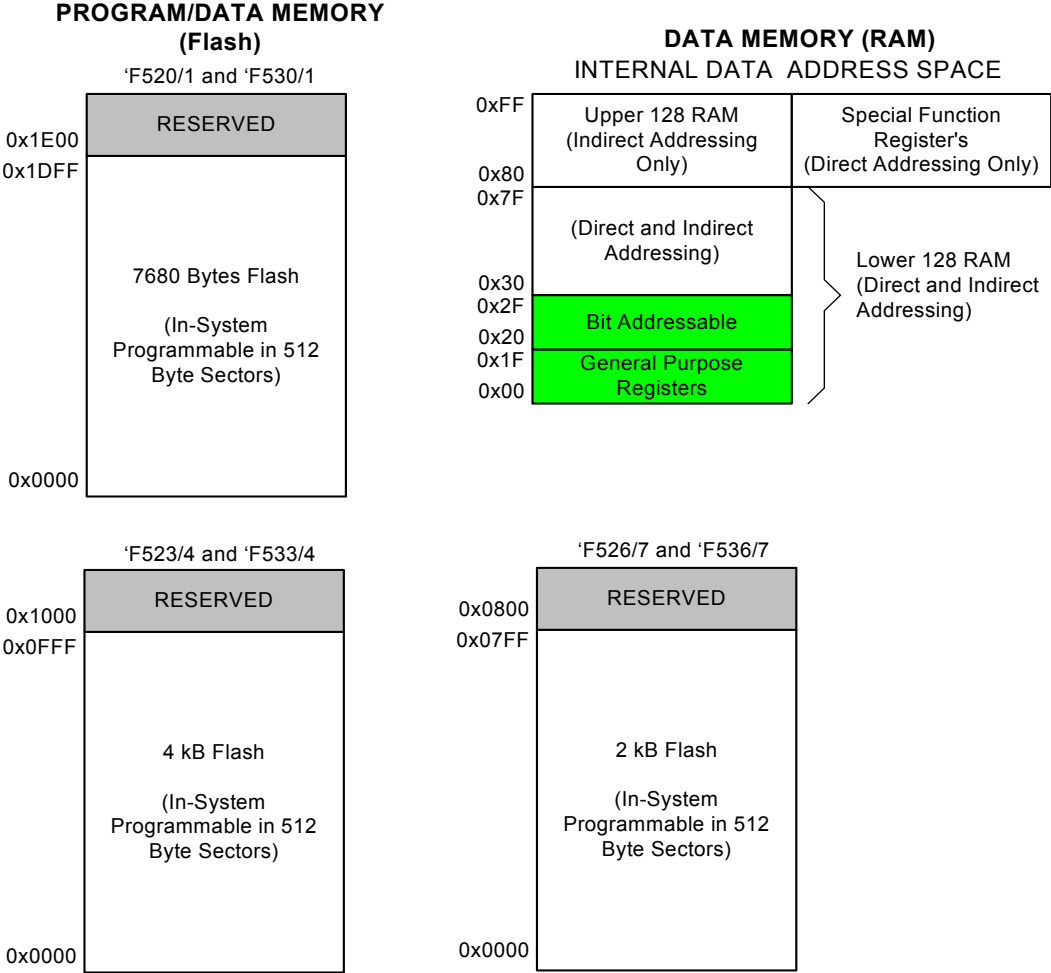 PROGRAM/DATA MEMORY
(Flash)
‘F520/1 and ‘F530/1
RESERVED
0x1E00
0x1DFF
7680 Bytes Flash
(In-System
Programmable in 512
Byte Sectors)
0x0000
DATA MEMORY (RAM)
INTERNAL DATA ADDRESS SPACE
0xFF
Upper 128 RAM
(Indirect Addressing
Only)
0x80
Special Function
Register's
(Direct Addressing Only)
0x7F
(Direct and Indirect
Addressing)
0x30
0x2F
Bit Addressable
0x20
0x1F
General Purpose
Registers
0x00
Lower 128 RAM
(Direct and Indirect
Addressing)
‘F523/4 and ‘F533/4
RESERVED
0x1000
0x0FFF
4 kB Flash
(In-System
Programmable in 512
Byte Sectors)
0x0000
‘F526/7 and ‘F536/7
RESERVED
0x0800
0x07FF
2 kB Flash
(In-System
Programmable in 512
Byte Sectors)
0x0000